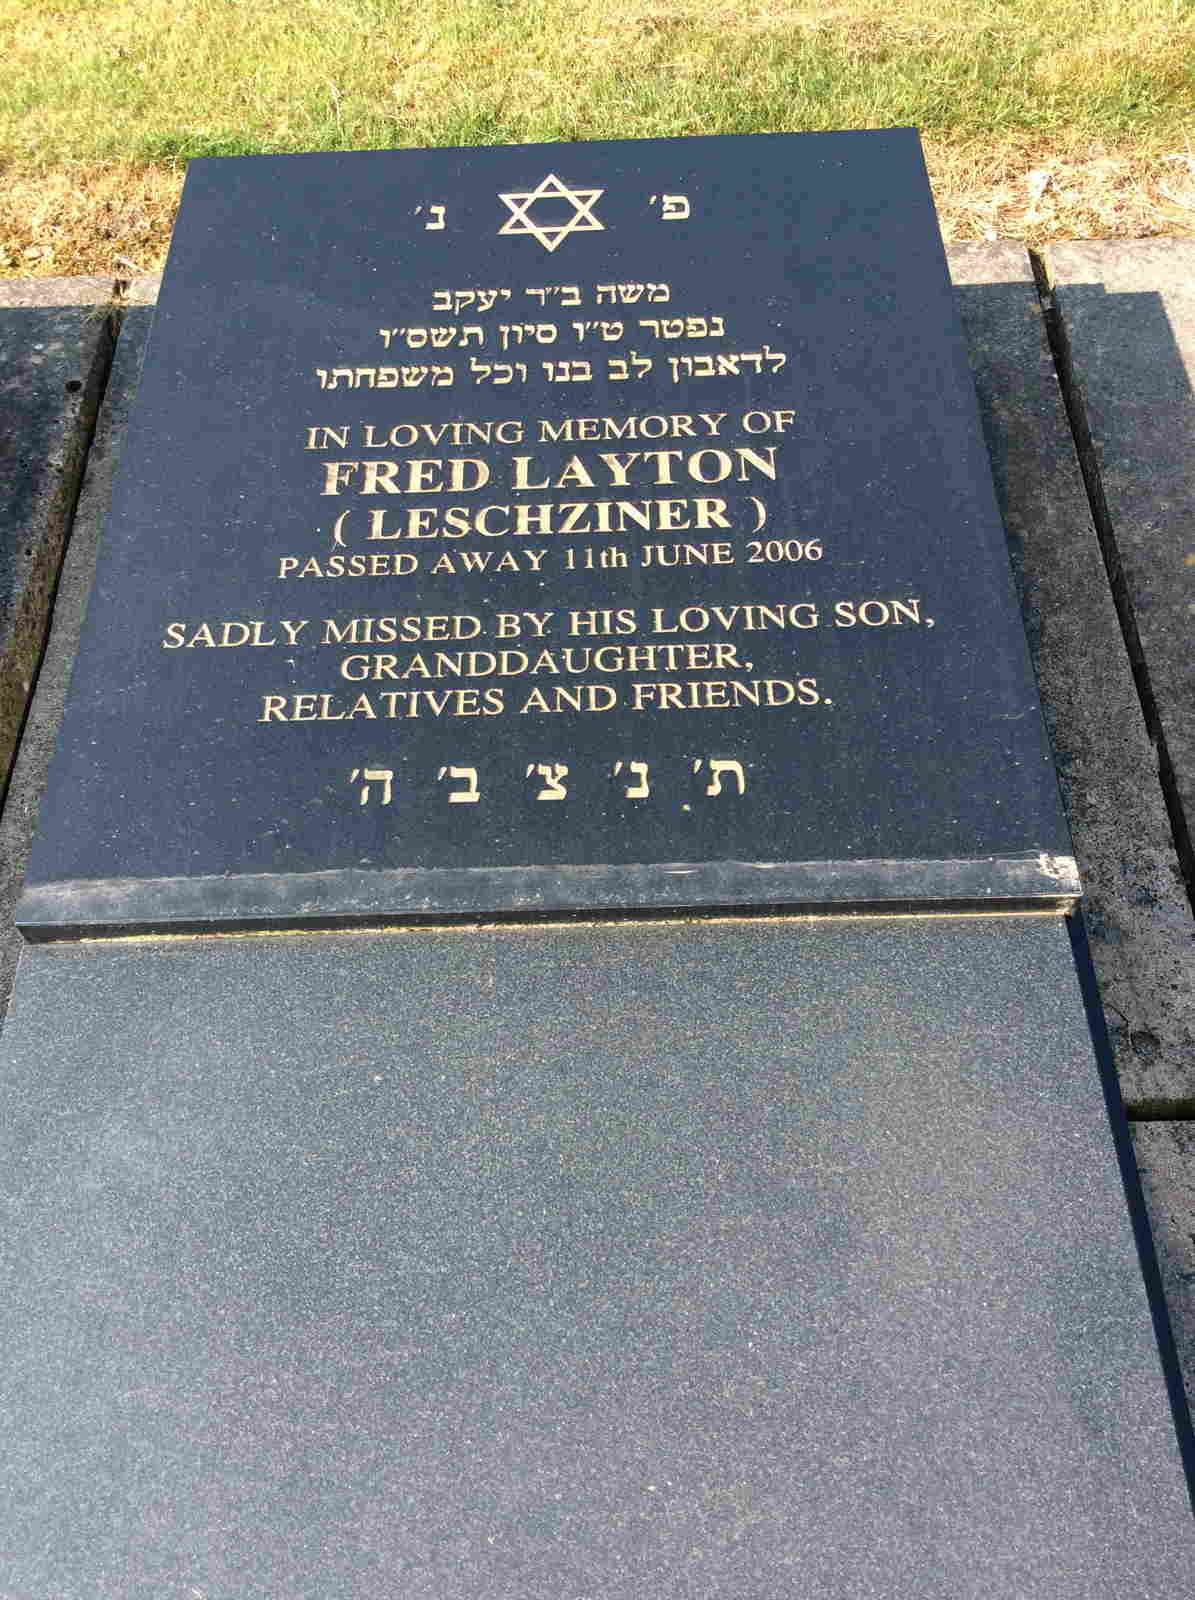 פ׳ נ׳
משה ב״ר יעקב
נפטר ט״ו סיון תשס״ו
לדאבון לב בנו וכל משפחתו
IN LOVING MEMORY OF
FRED LAYTON
( LESCHZINER )
PASSED AWAY 11th JUNE 2006
SADLY MISSED BY HIS LOVING SON,
GRANDDAUGHTER,
RELATIVES AND FRIENDS.
ת׳ נ׳ צ׳ ב׳ ה׳